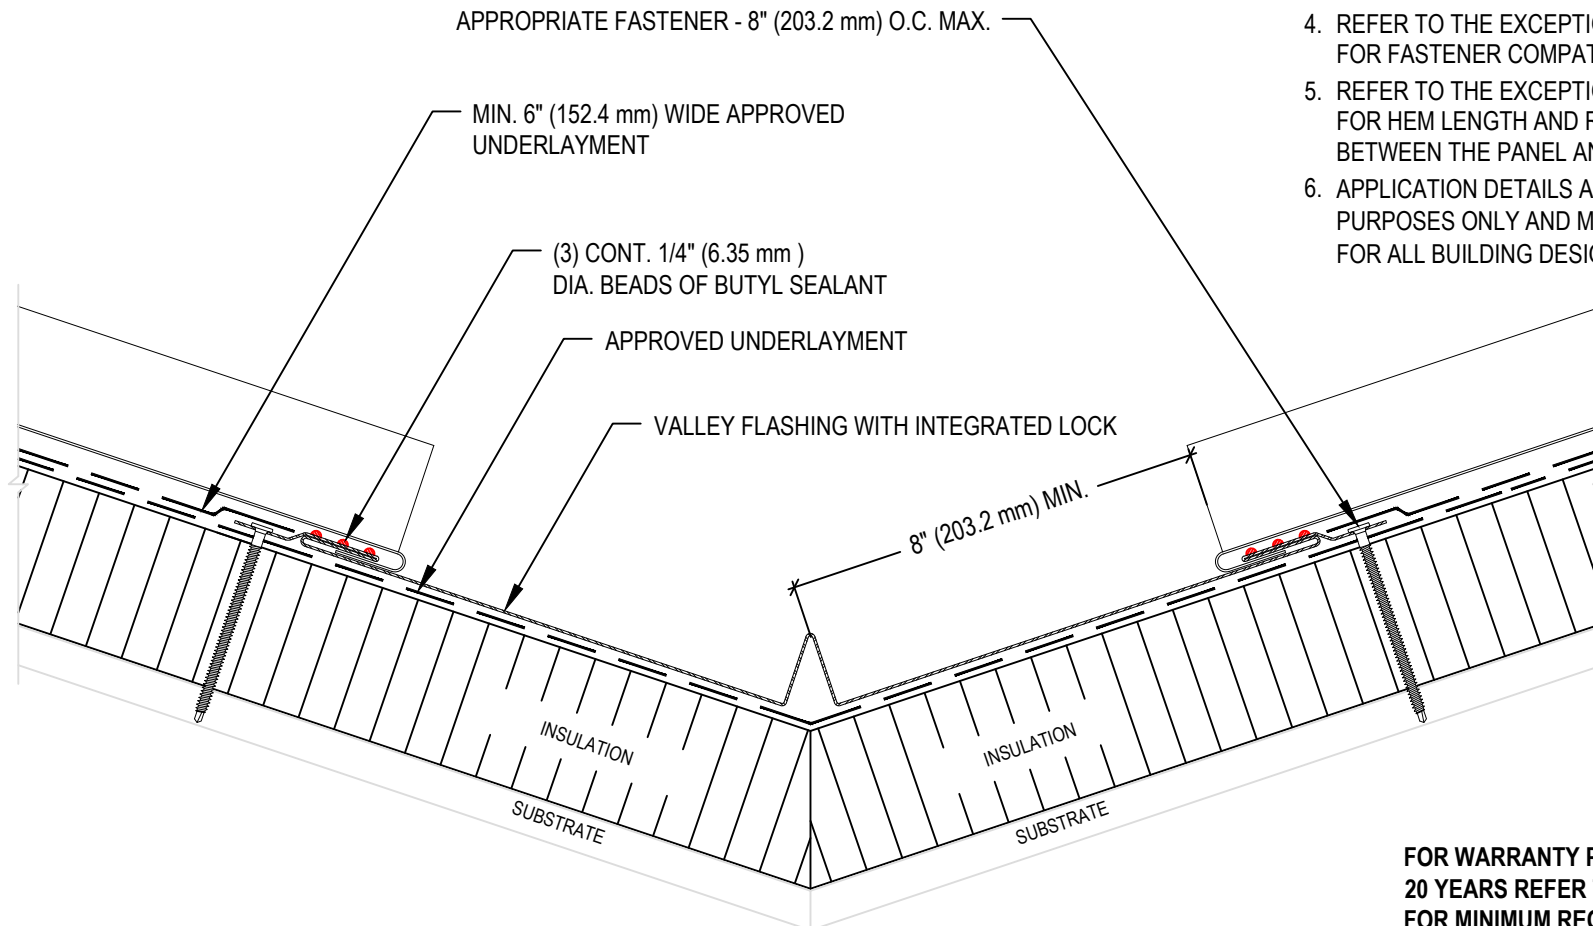 APPROPRIATE FASTENER - 8" (203.2 mm) O.C. MAX.
MIN. 6" (152.4 mm) WIDE APPROVED
UNDERLAYMENT
(3) CONT. 1/4" (6.35 mm )
DIA. BEADS OF BUTYL SEALANT
APPROVED UNDERLAYMENT
VALLEY FLASHING WITH INTEGRATED LOCK
8" (203.2 mm) MIN.
INSULATION
SUBSTRATE
INSULATION
SUBSTRATE
4. REFER TO THE
FOR FASTENER
5. REFER TO THE
FOR HEM LENGTH AND
BETWEEN THE PANEL
6. APPLICATION DETAILS
PURPOSES ONLY AND
FOR ALL BUILDING
FOR WARRANTY
20 YEARS REFER
FOR MINIMUM